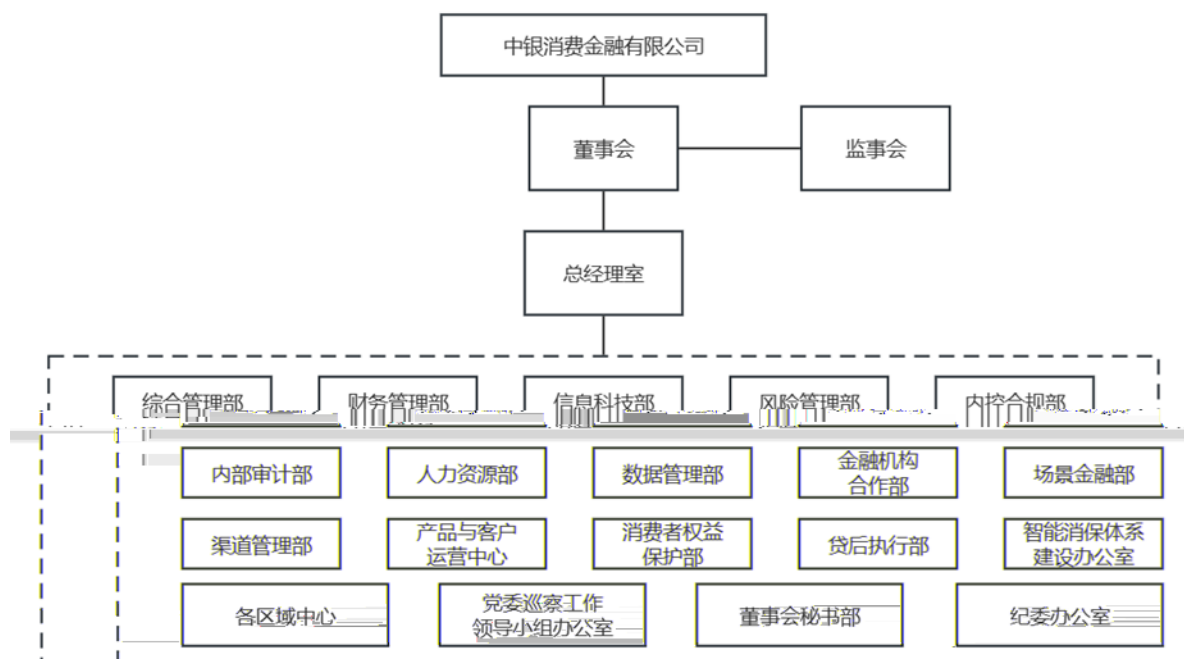 中银消费金融有限公司
董事会
监事会
总经理室
综合管理部
财务管理部
信息科技部
风险管理部
内控合规部
内部审计部
人力资源部
数据管理部
金融机构
合作部
场景金融部
渠道管理部
产品与客户
运营中心
消费者权益
保护部
贷后执行部
智能消保体系
建设办公室
各区域中心
党委巡察工作
领导小组办公室
董事会秘书部
纪委办公室